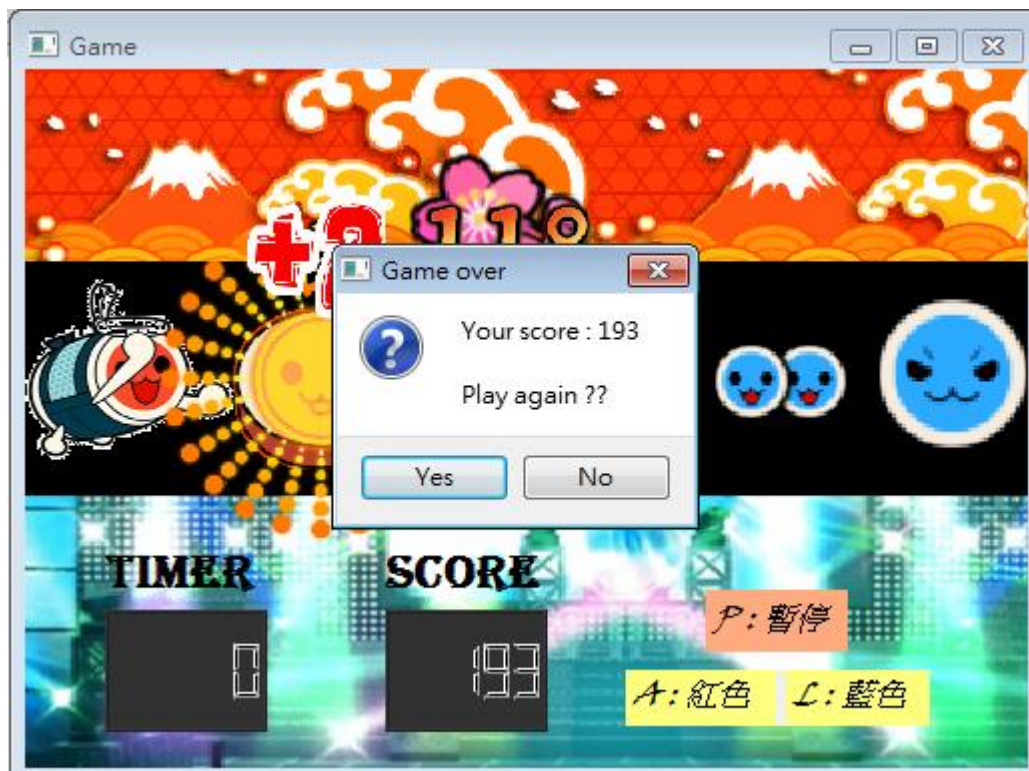 Game
+2
Game over
Your score : 193
Play again ??
Yes
No
TIMER
SCORE
0
193
P:暫停
A:紅色
L:藍色